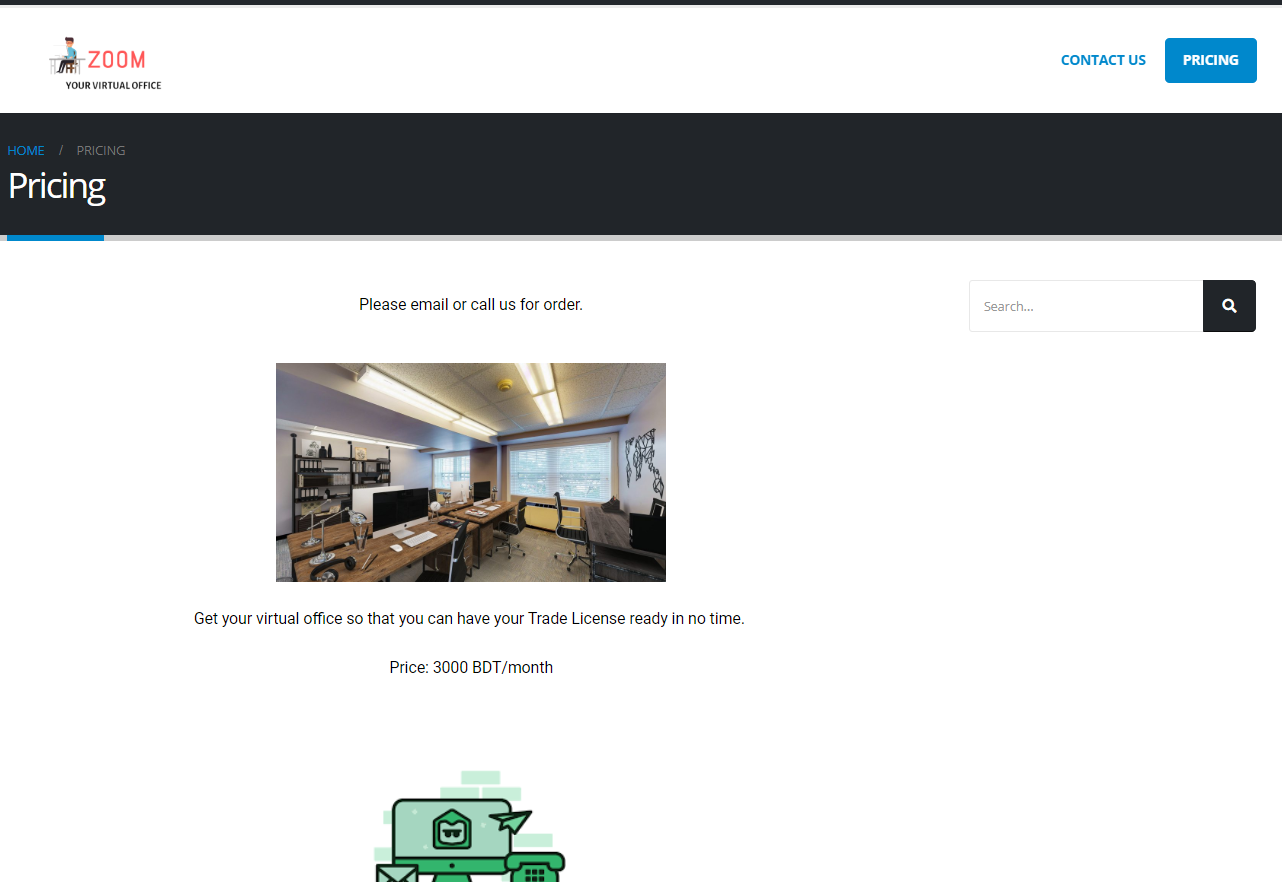 ZOOM
YOUR VIRTUAL OFFICE
CONTACT US
PRICING
HOME / PRICING
Pricing
Please email or call us for order.
Search...
Get your virtual office so that you can have your Trade License ready in no time.
Price: 3000 BDT/month